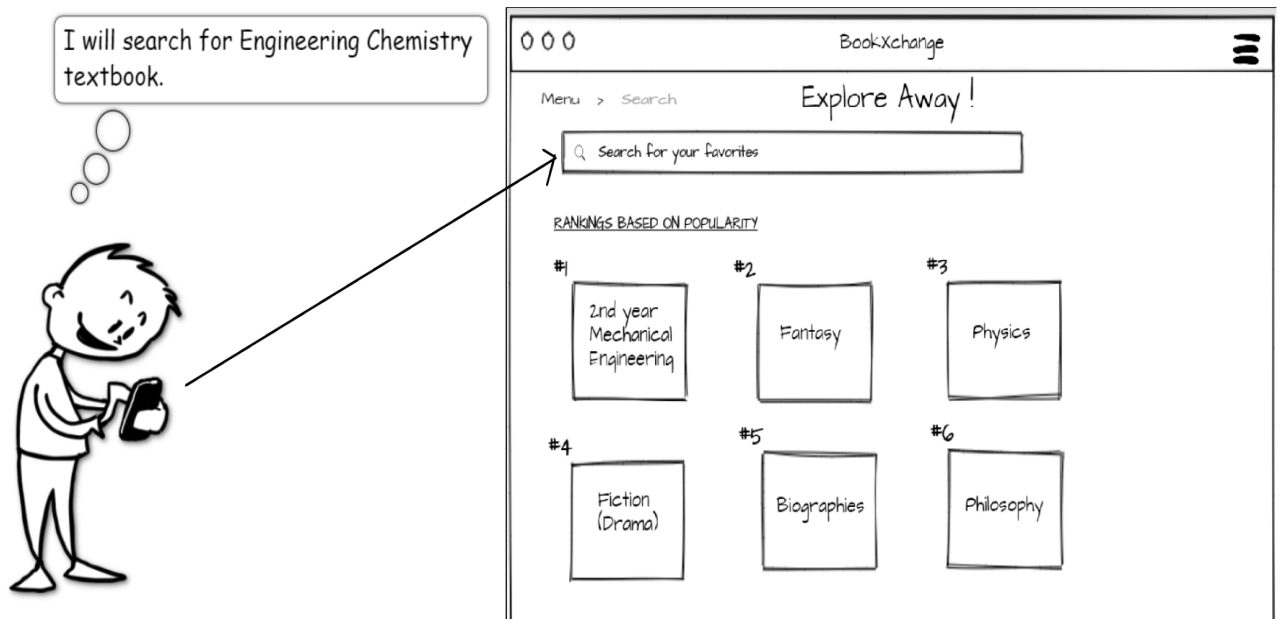 I will search for Engineering Chemistry
textbook.
BookXchange
Menu > Search
Explore Away !
Search for your favorites
RANKINGS BASED ON POPULARITY
#1
2nd year
Mechanical
Engineering
#2
Fantasy
#3
Physics
#4
Fiction
(Drama)
#5
Biographies
#6
Philosophy